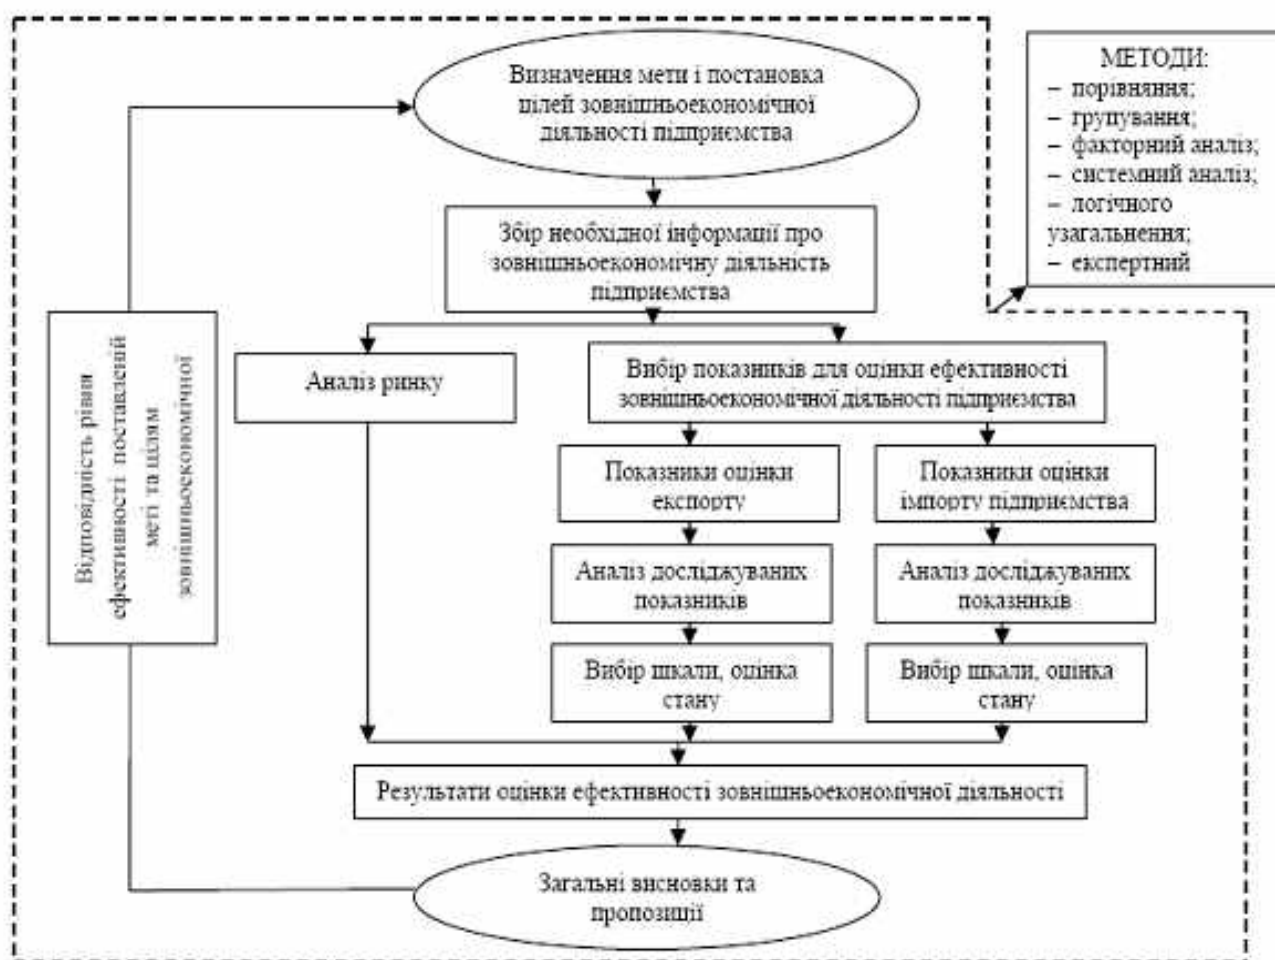 Визначення мети і постановка
цілей зовнішньоекономічної
діяльності підприємства
МЕТОДИ:
– порівняння;
– групування;
– факторний аналіз;
– системний аналіз;
– логічного
узагальнення;
– експертний
Збір необхідної інформації про
зовнішньоекономічну діяльність
підприємства
Відповідність рівня
ефективності поставленій
меті та цілям
зовнішньоекономічної
Аналіз ринку
Вибір показників для оцінки ефективності
зовнішньоекономічної діяльності підприємства
Показники оцінки
експорту
Показники оцінки
імпорту підприємства
Аналіз досліджуваних
показників
Аналіз досліджуваних
показників
Вибір шкали, оцінка
стану
Вибір шкали, оцінка
стану
Результати оцінки ефективності зовнішньоекономічної діяльності
Загальні висновки та
пропозиції